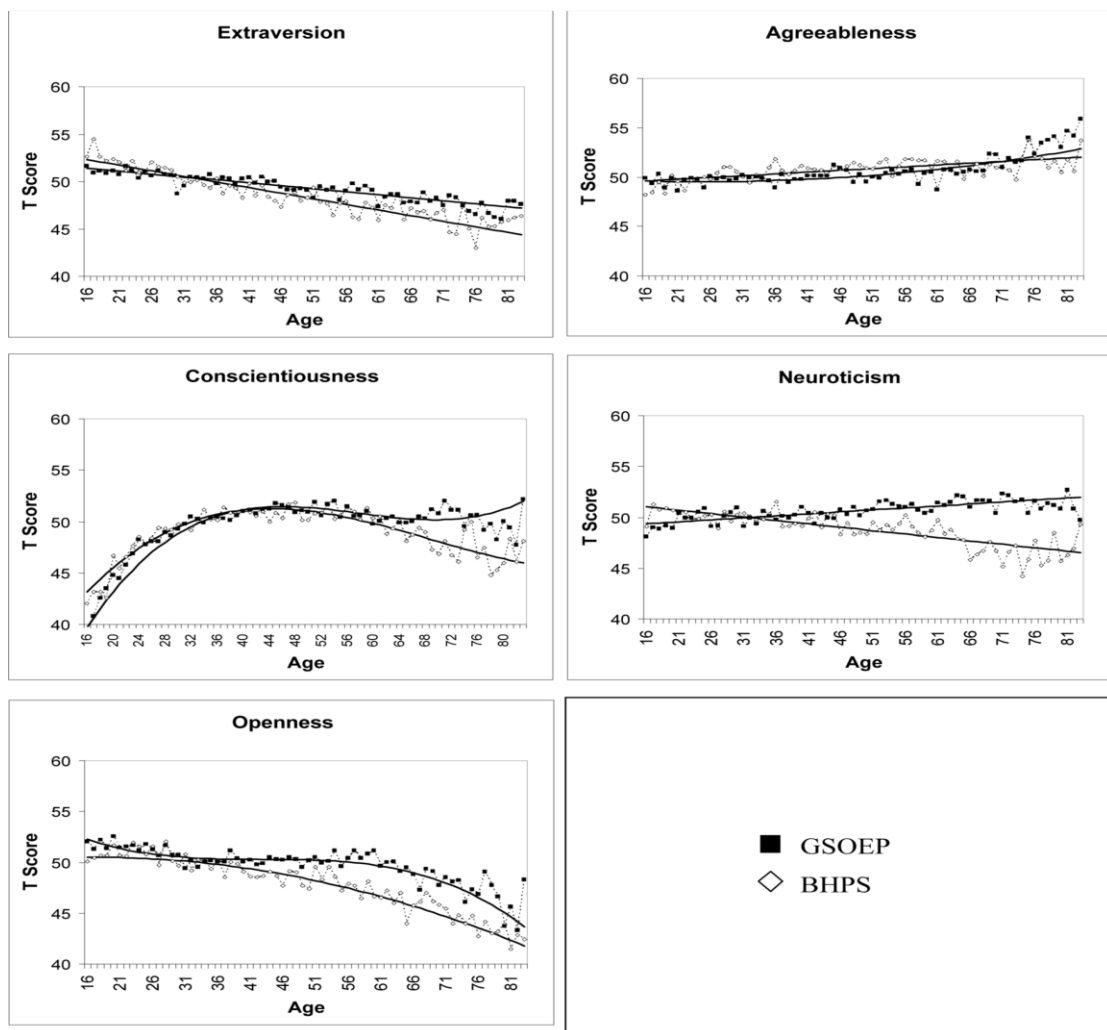 Extraversion
60
55
50
45
40
T Score
16 21 26 31 36 41 46 51 56 61 66 71 76 81
Age
Agreeableness
60
55
50
45
40
T Score
16 21 26 31 36 41 46 51 56 61 66 71 76 81
Age
Conscientiousness
60
55
50
45
40
T Score
16 20 24 28 32 36 40 44 48 52 56 60 64 68 72 76 80
Age
Neuroticism
60
55
50
45
40
T Score
16 21 26 31 36 41 46 51 56 61 66 71 76 81
Age
Openness
60
55
50
45
40
T Score
16 21 26 31 36 41 46 51 56 61 66 71 76 81
Age
GSOEP
BHPS